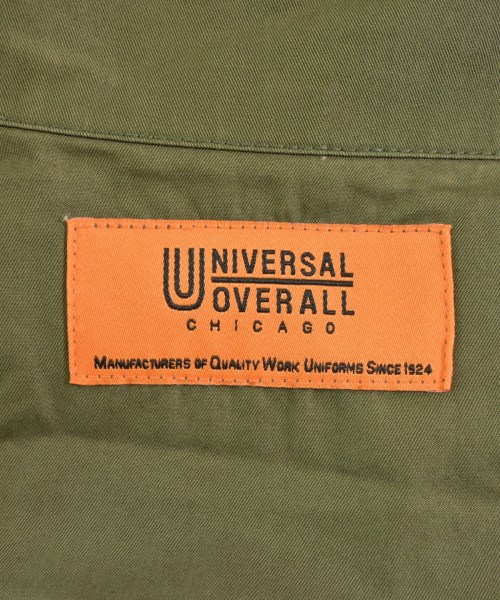 UNIVERSAL
OVERALL
CHICAGO
MANUFACTURERS OF QUALITY WORK UNIFORMS SINCE 1924